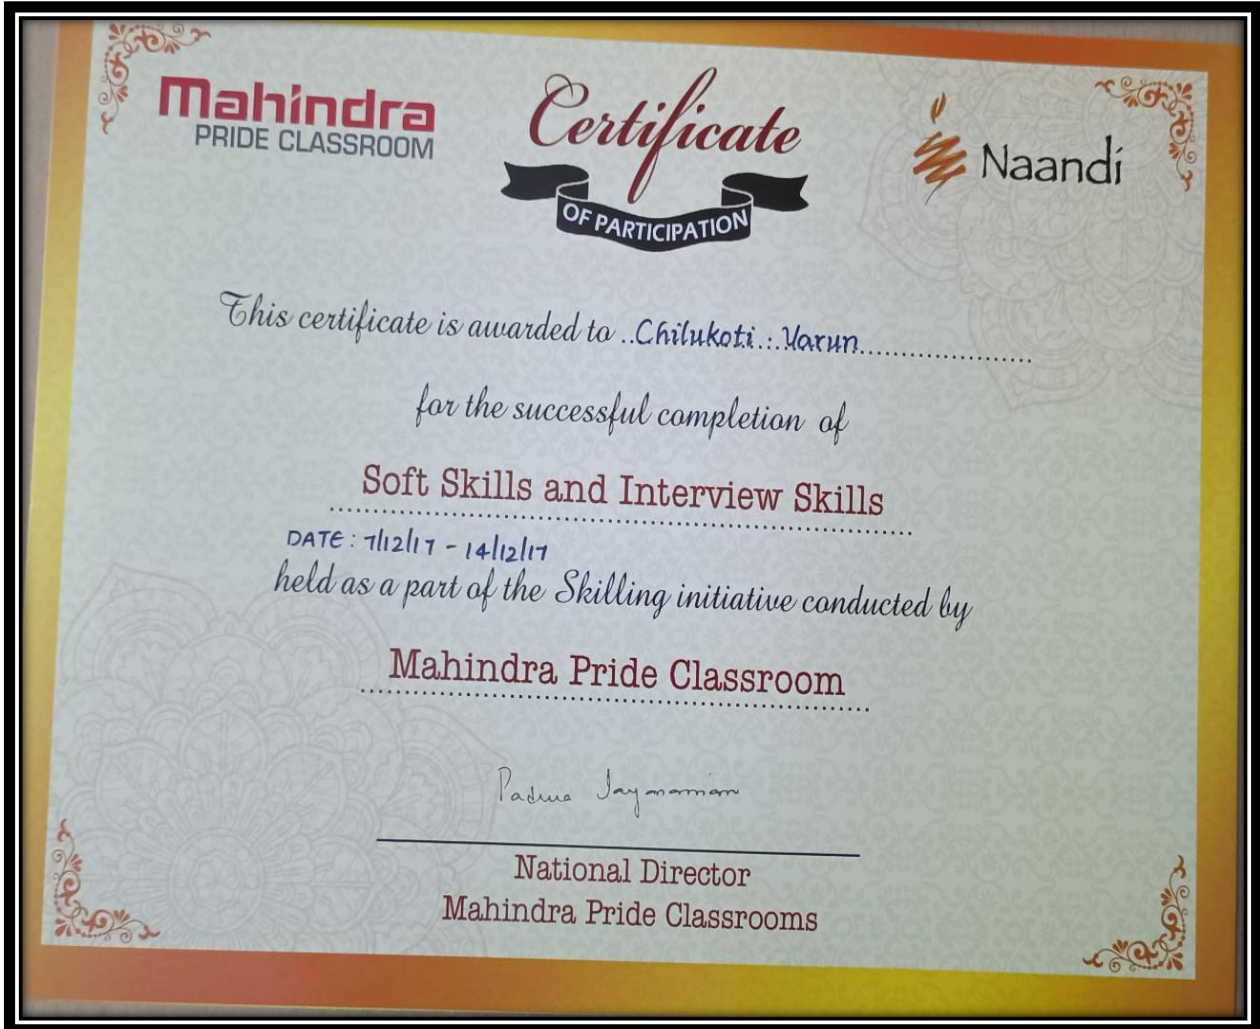 Mahindra
PRIDE CLASSROOM
Certificate
OF PARTICIPATION
Naandi
This certificate is awarded to ..Chilukoti.:.Varun......................
for the successful completion of
Soft Skills and Interview Skills
DATE : 7/12/17 - 14/12/17
held as a part of the Skilling initiative conducted by
Mahindra Pride Classroom
Padma
National Director
Mahindra Pride Classrooms